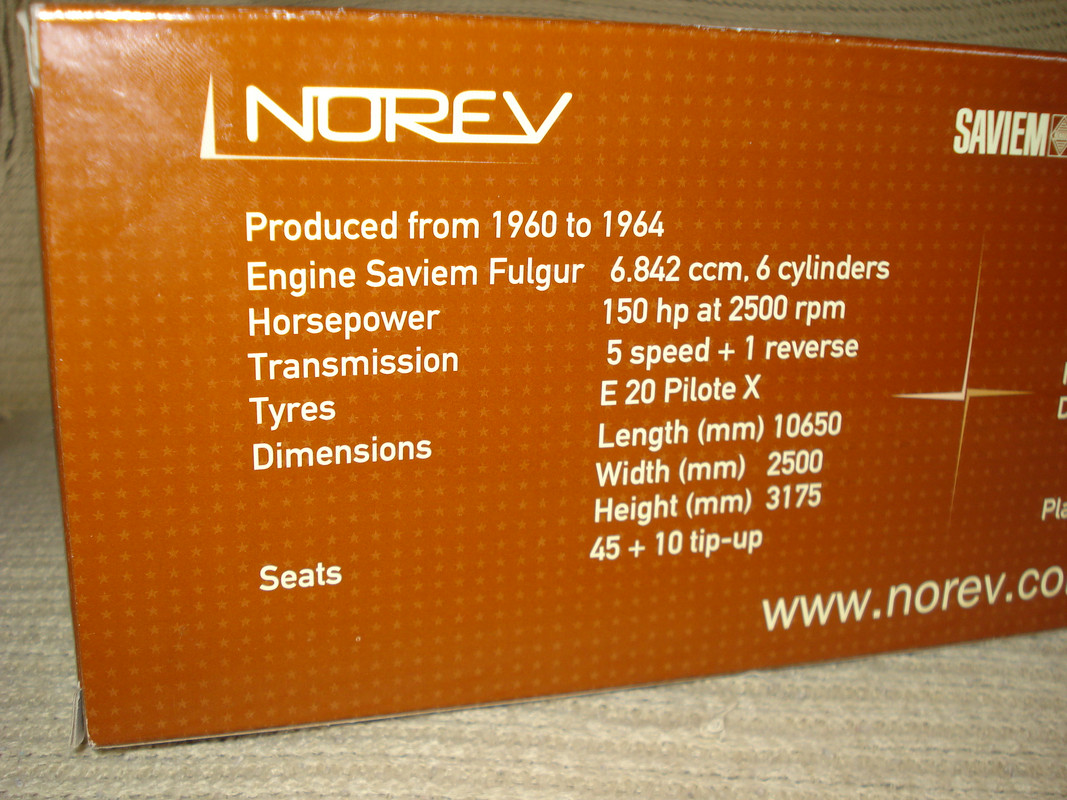 NOREV
SAVIEM
Produced from 1960 to 1964
Engine Saviem Fulgur 6.842 ccm, 6 cylinders
Horsepower 150 hp at 2500 rpm
Transmission 5 speed + 1 reverse
Tyres E 20 Pilote X
Dimensions Length (mm) 10650
Width (mm) 2500
Height (mm) 3175
Seats 45 + 10 tip-up
www.norev.co